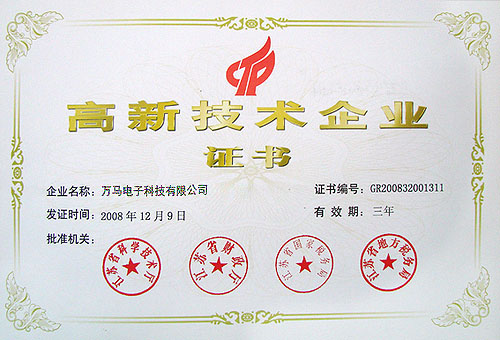 高新技术企业
证书
企业名称：万马电子科技有限公司
证书编号：GR200832001311
发证时间：2008年12月9日
有效期：三年
批准机关：
江苏省科学技术厅
江苏省财政厅
江苏省国家税务局
江苏省地方税务局